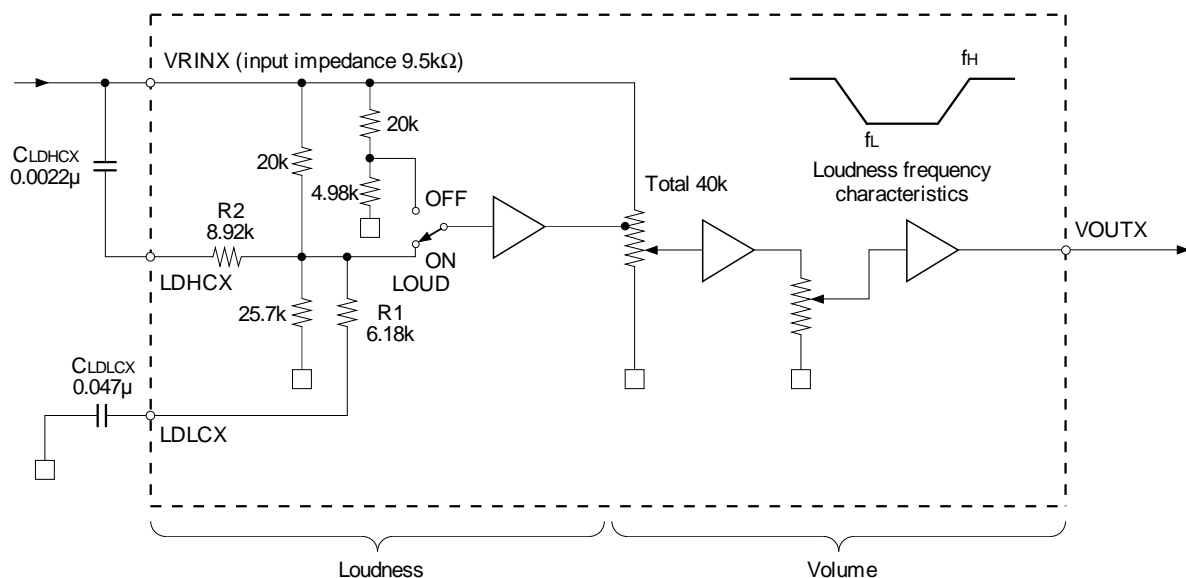 VRINX (input impedance 9.5kΩ)
fH
fL
Loudness frequency
characteristics
20k
20k
4.98k
CLDHCX
0.0022µ
R2
8.92k
LDHCX
OFF
ON
LOUD
25.7k
R1
6.18k
Total 40k
VOUTX
CLDLCX
0.047µ
LDLCX
Loudness
Volume